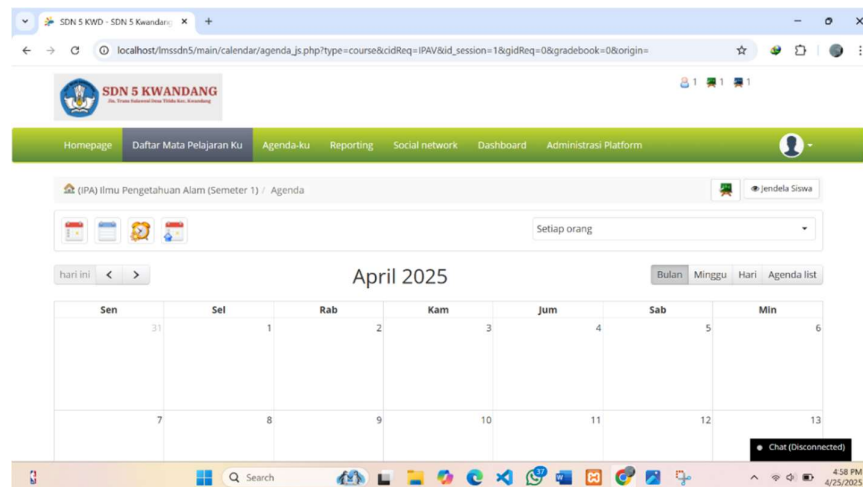 SDN 5 KWD - SDN 5 Kwandang
localhost/lmssdn5/main/calendar/agenda_js.php?type=course&cidReq=IPAV&id_session=1&gidReq=0&gradebook=0&origin=
SDN 5 KWANDANG
1 1 1
Homepage Daftar Mata Pelajaran Ku Agenda-ku Reporting Social network Dashboard Administrasi Platform
(IPA) Ilmu Pengetahuan Alam (Semeter 1) / Agenda
Jendela Siswa
Setiap orang
hari ini < > April 2025 Bulan Minggu Hari Agenda list
Sen Sel Rab Kam Jum Sab Min
31 1 2 3 4 5 6
7 8 9 10 11 12 13
Chat (Disconnected)
Search
37
4:58 PM
4/25/2025